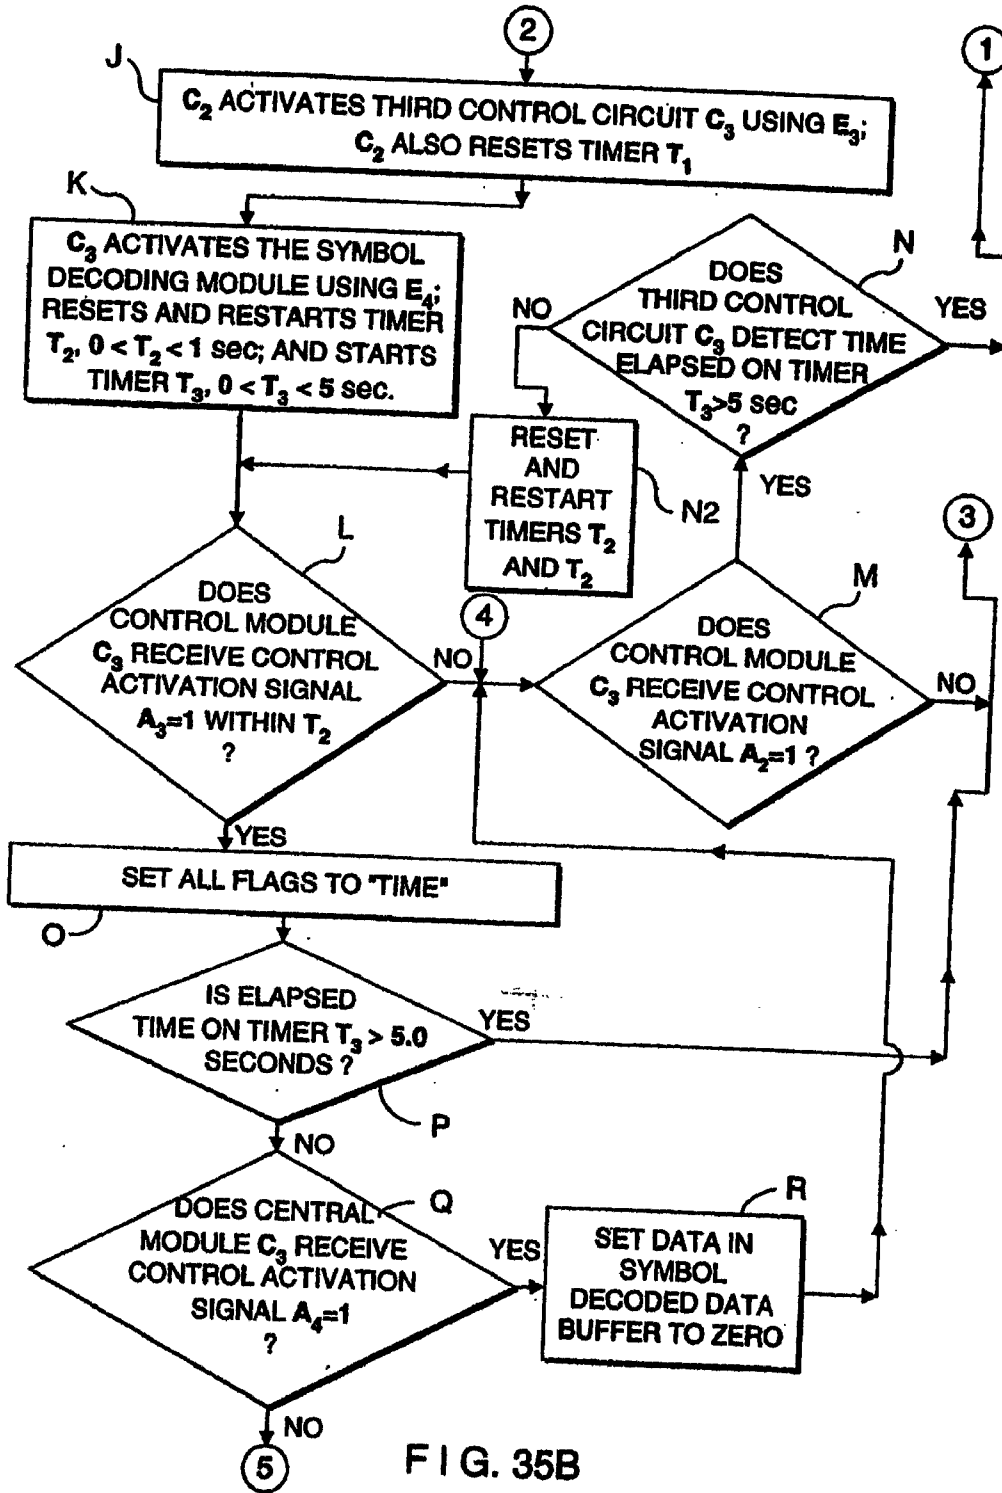 2
1
J
C₂ ACTIVATES THIRD CONTROL CIRCUIT C₃ USING E₃;
C₂ ALSO RESETS TIMER T₁
K
C₃ ACTIVATES THE SYMBOL
DECODING MODULE USING E₄;
RESETS AND RESTARTS TIMER
T₂, 0 < T₂ < 1 sec; AND STARTS
TIMER T₃, 0 < T₃ < 5 sec.
N
DOES
THIRD CONTROL
CIRCUIT C₃ DETECT TIME
ELAPSED ON TIMER
T₃>5 sec
?
NO
YES
RESET
AND
RESTART
TIMERS T₂
AND T₂
N2
YES
3
L
DOES
CONTROL MODULE
C₃ RECEIVE CONTROL
ACTIVATION SIGNAL
A₃=1 WITHIN T₂
?
NO
4
M
DOES
CONTROL MODULE
C₃ RECEIVE CONTROL
ACTIVATION
SIGNAL A₂=1 ?
NO
YES
SET ALL FLAGS TO "TIME"
O
IS ELAPSED
TIME ON TIMER T₃ > 5.0
SECONDS ?
YES
P
NO
DOES CENTRAL
MODULE C₃ RECEIVE
CONTROL ACTIVATION
SIGNAL A₄=1
?
Q
YES
R
SET DATA IN
SYMBOL
DECODED DATA
BUFFER TO ZERO
NO
5
FIG. 35B